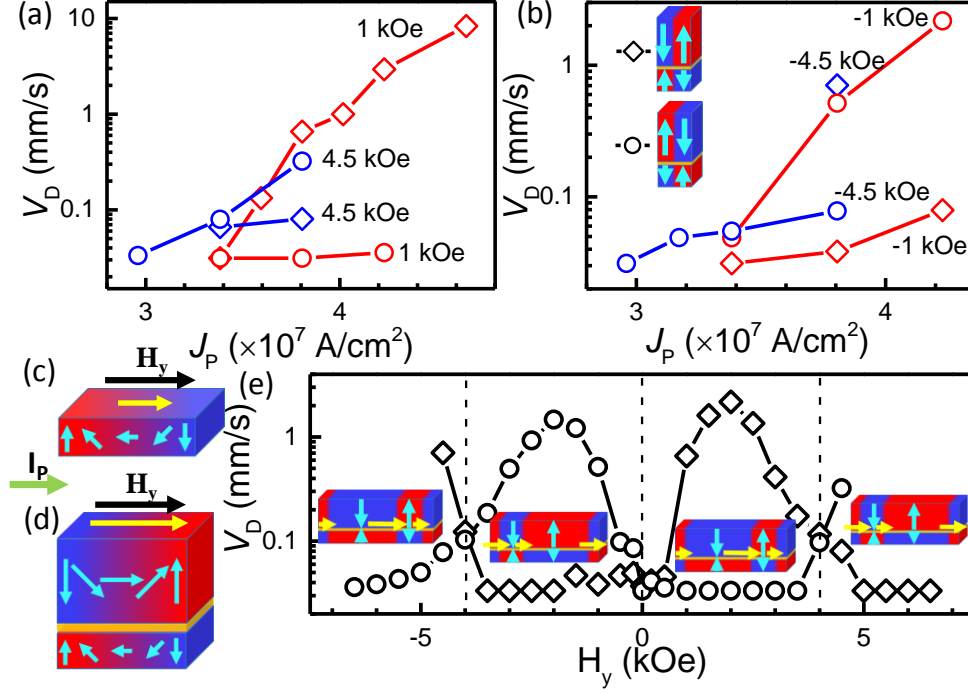 (a)
10
1
0.1
V_D (mm/s)
1 kOe
4.5 kOe
4.5 kOe
1 kOe
3
4
J_P (×10^7 A/cm^2)
(b)
1
0.1
V_D (mm/s)
-1 kOe
-4.5 kOe
-4.5 kOe
-1 kOe
3
4
J_P (×10^7 A/cm^2)
(c)
H_y
I_P
(d)
H_y
(e)
V_D (mm/s)
1
0.1
-5
0
5
H_y (kOe)